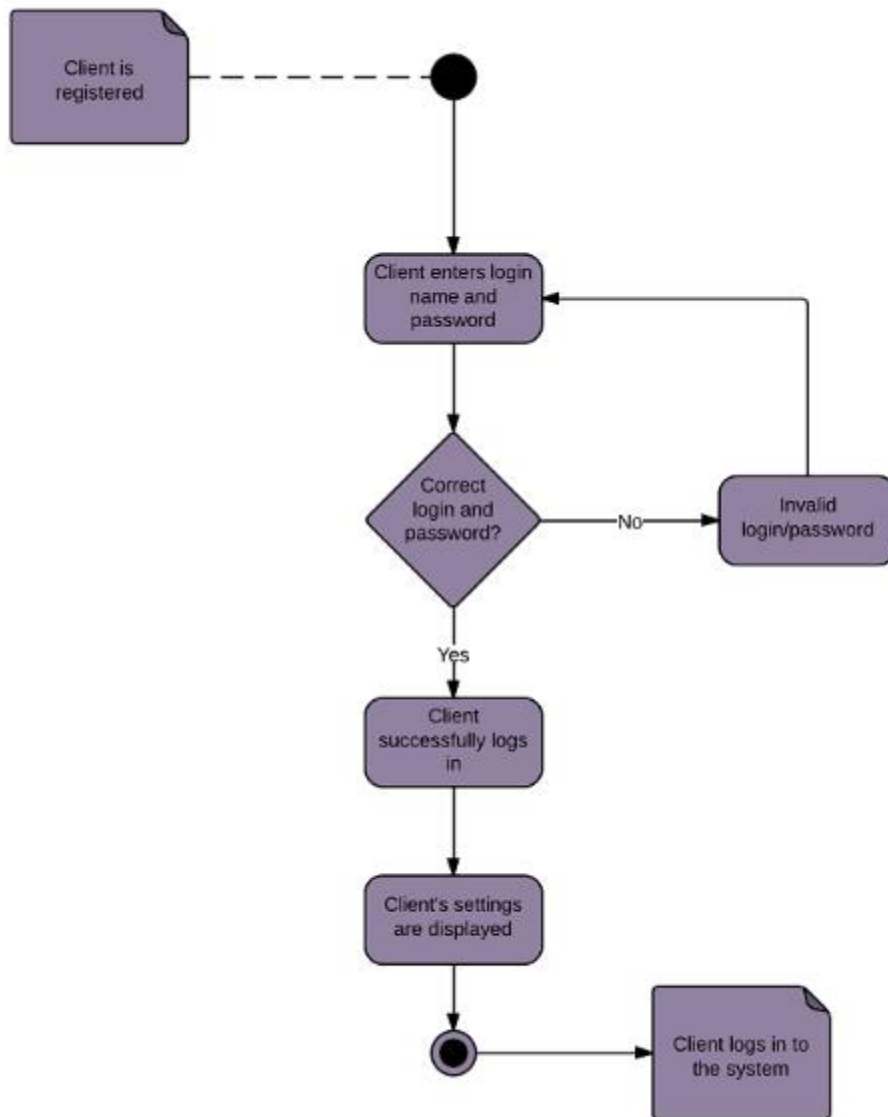 Client is
registered
Client enters login
name and
password
Correct
login and
password?
No
Invalid
login/password
Yes
Client
successfully logs
in
Client's settings
are displayed
Client logs in to
the system